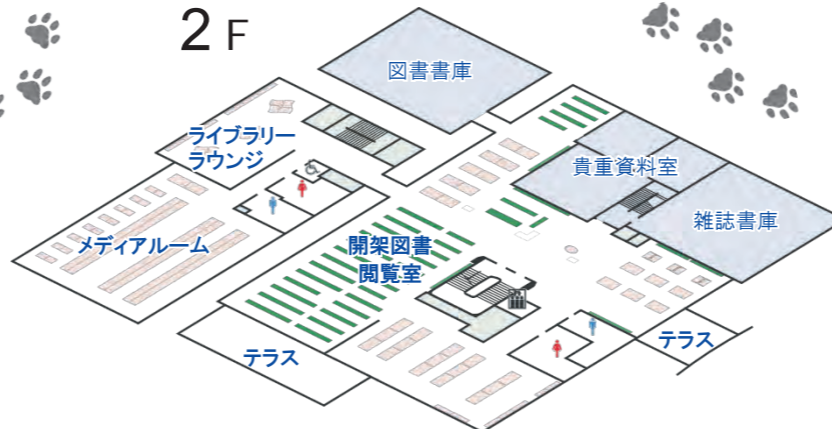 2F
図書書庫
ライブラリー
ラウンジ
貴重資料室
雑誌書庫
メディアルーム
開架図書
閲覧室
テラス
テラス